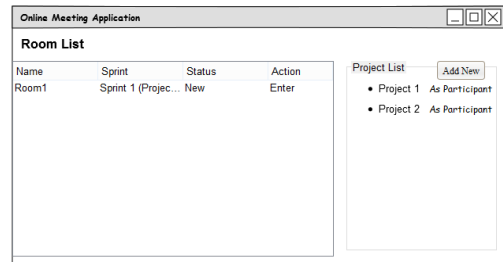 Online Meeting Application
Room List
Name Sprint Status Action
Room1 Sprint 1 (Projec... New Enter
Project List Add New
• Project 1 As Participant
• Project 2 As Participant